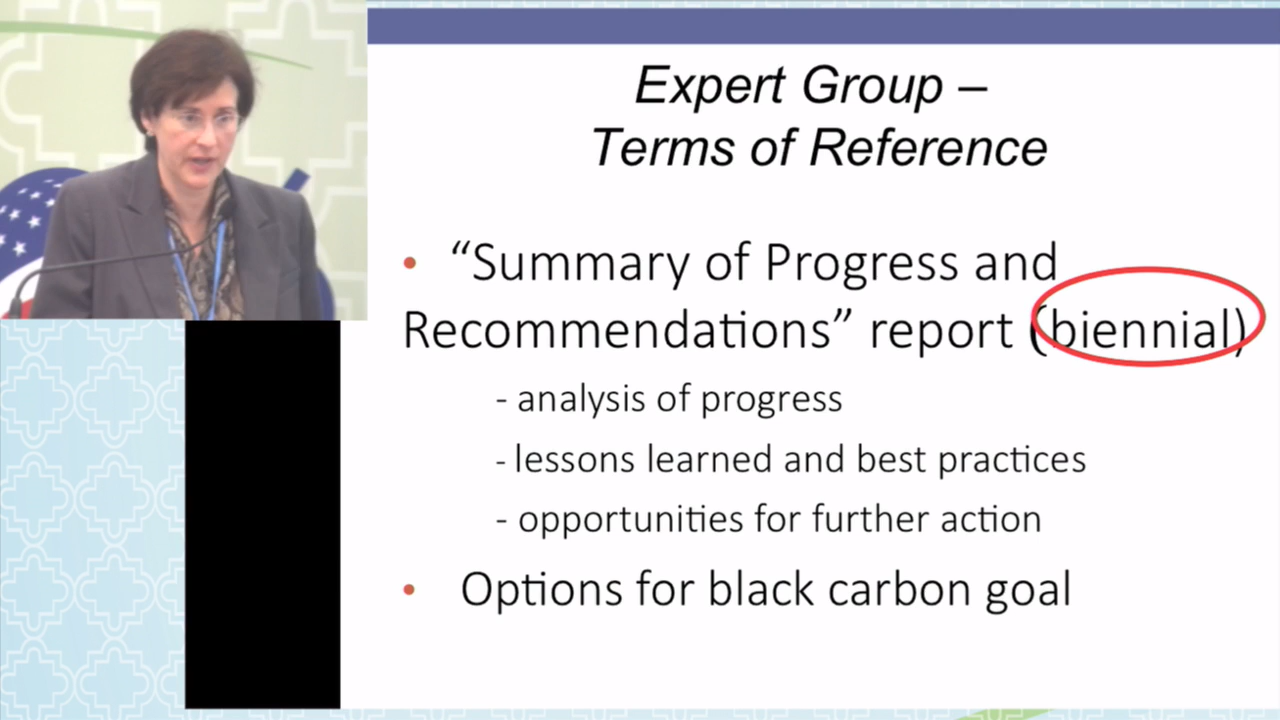 Expert Group –
Terms of Reference
• “Summary of Progress and
Recommendations” report (biennial)
- analysis of progress
- lessons learned and best practices
- opportunities for further action
• Options for black carbon goal